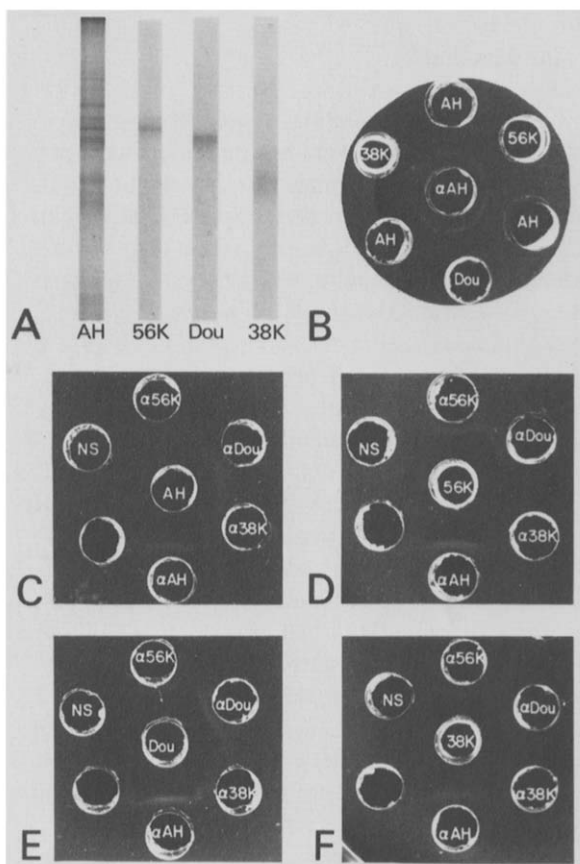 A
AH 56K Dou 38K
B
AH
38K 56K
αAH
AH AH
Dou
C
α56K
NS αDou
AH
α38K
αAH
D
α56K
NS αDou
56K
α38K
αAH
E
α56K
NS αDou
Dou
α38K
αAH
F
α56K
NS αDou
38K
α38K
αAH